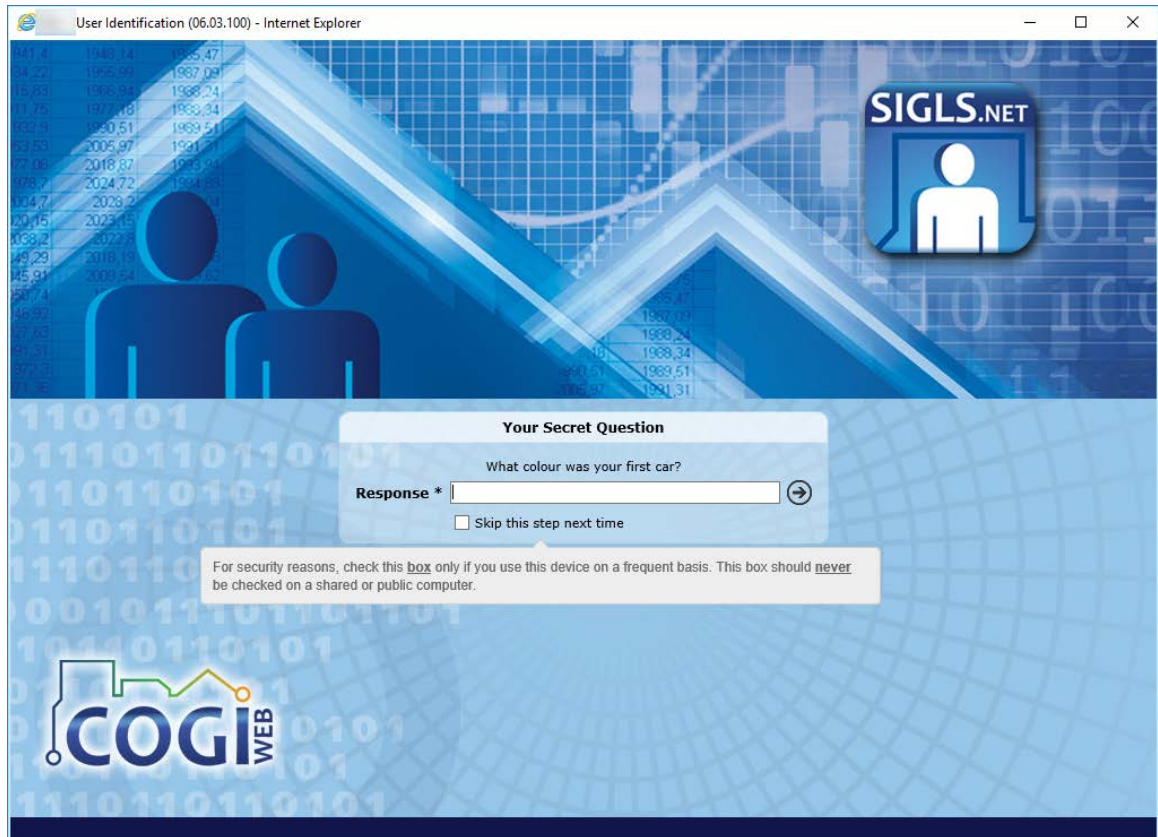 User Identification (06.03.100) - Internet Explorer
SIGLS.NET
Your Secret Question
What colour was your first car?
Response *
Skip this step next time
For security reasons, check this box only if you use this device on a frequent basis. This box should never
be checked on a shared or public computer.
COGI WEB